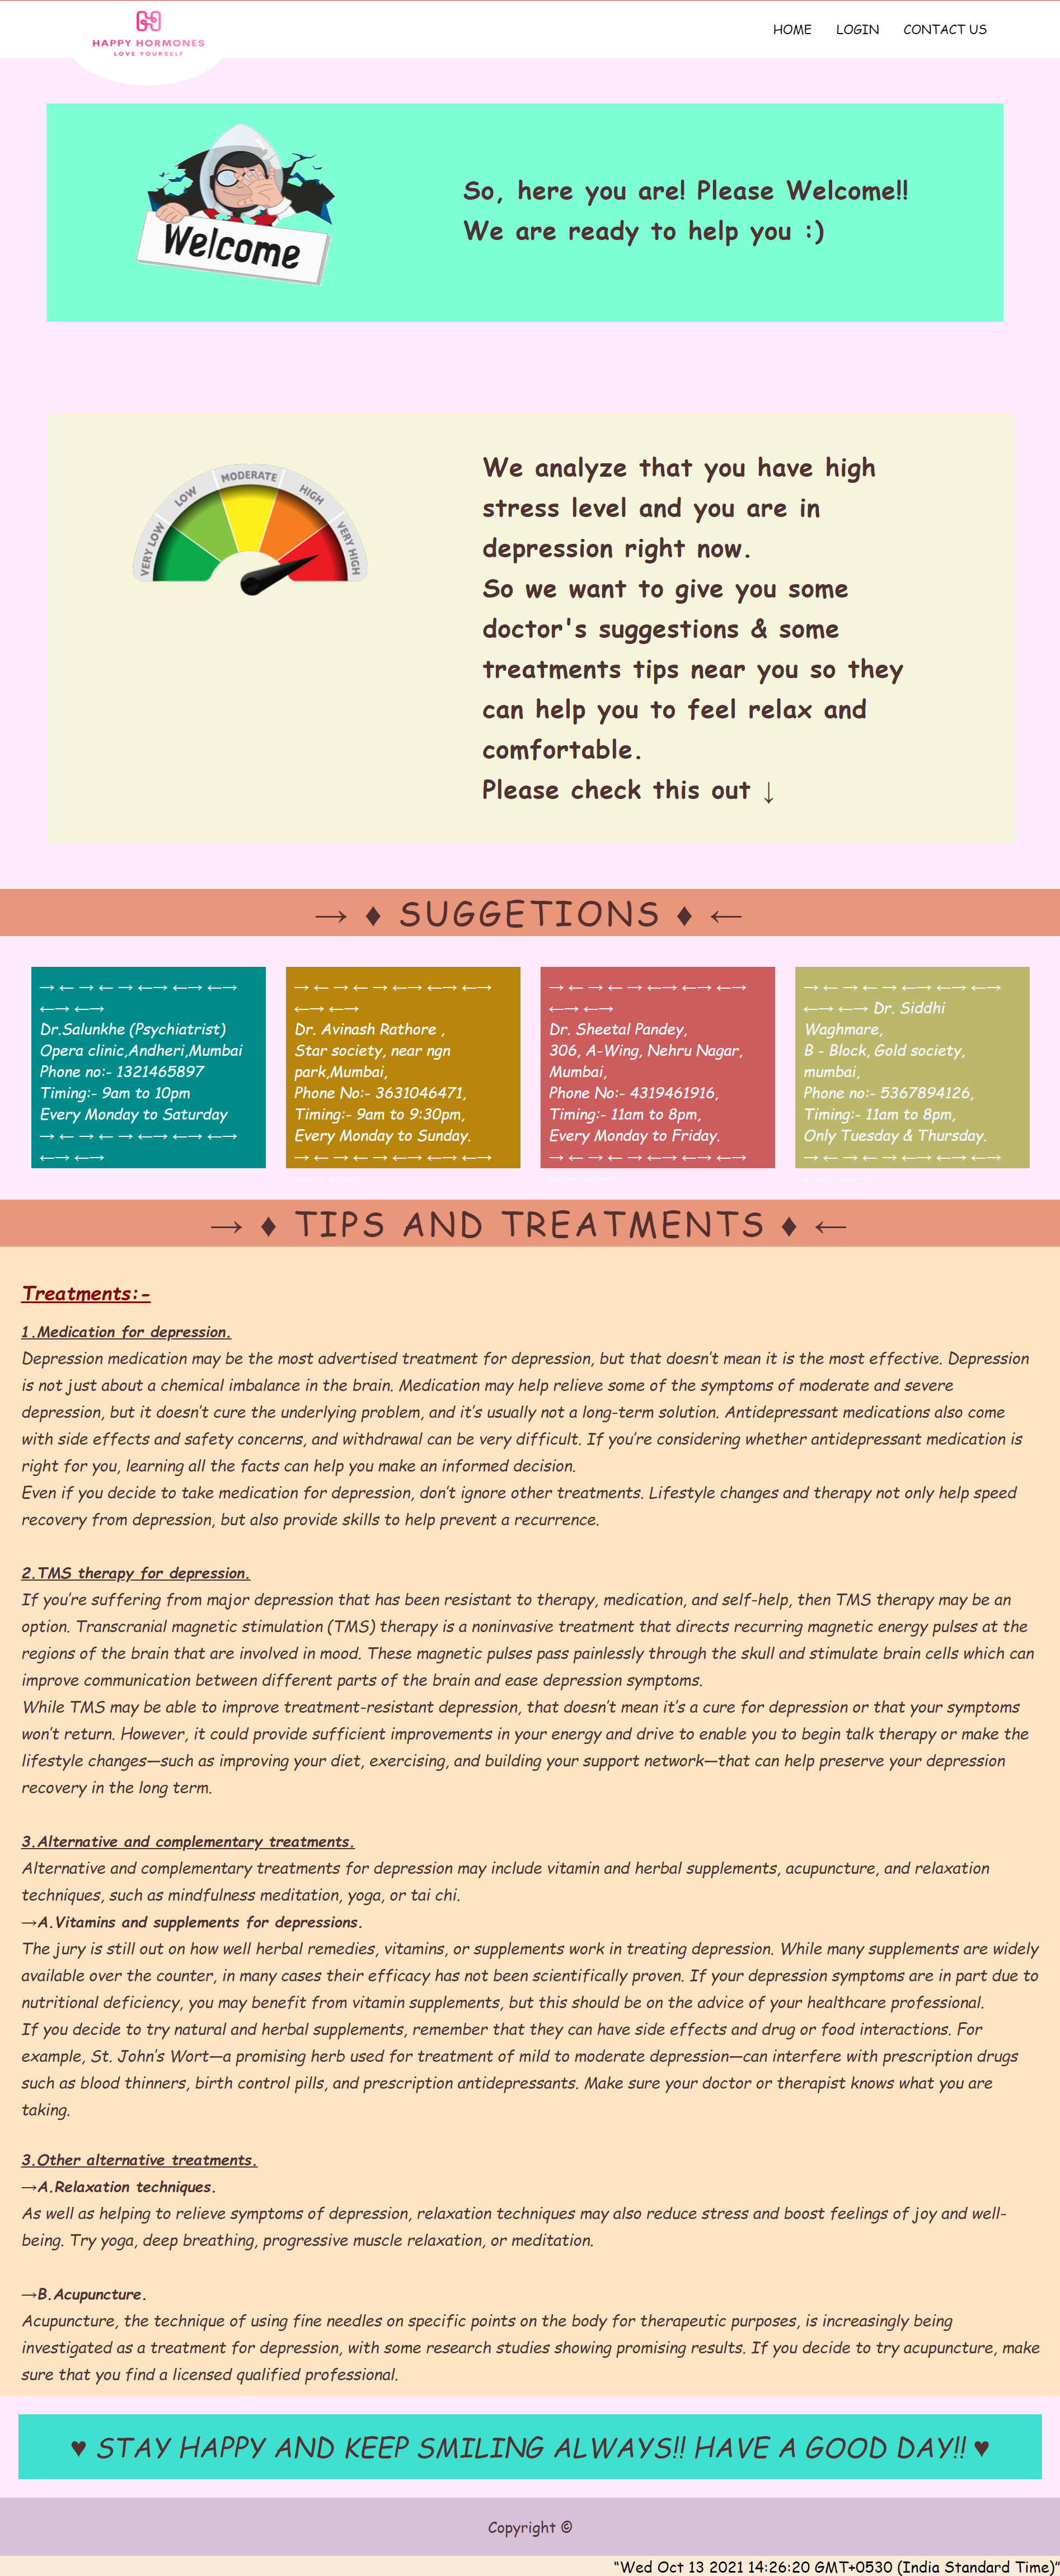 HAPPY HORMONES
LOVE YOURSELF
HOME LOGIN CONTACT US
Welcome
So, here you are! Please Welcome!!
We are ready to help you :)
VERY LOW
LOW
MODERATE
HIGH
VERY HIGH
We analyze that you have high
stress level and you are in
depression right now.
So we want to give you some
doctor's suggestions & some
treatments tips near you so they
can help you to feel relax and
comfortable.
Please check this out ↓
→ ♦ SUGGETIONS ♦ ←
→ ← → ← → ←→ ←→ ←→
←→ ←→
Dr.Salunkhe (Psychiatrist)
Opera clinic,Andheri,Mumbai
Phone no:- 1321465897
Timing:- 9am to 10pm
Every Monday to Saturday
→ ← → ← → ←→ ←→ ←→
←→ ←→
→ ← → ← → ←→ ←→ ←→
←→ ←→
Dr. Avinash Rathore ,
Star society, near ngn
park,Mumbai,
Phone No:- 3631046471,
Timing:- 9am to 9:30pm,
Every Monday to Sunday.
→ ← → ← → ←→ ←→ ←→
→ ← → ← → ←→ ←→ ←→
←→ ←→
Dr. Sheetal Pandey,
306, A-Wing, Nehru Nagar,
Mumbai,
Phone No:- 4319461916,
Timing:- 11am to 8pm,
Every Monday to Friday.
→ ← → ← → ←→ ←→ ←→
→ ← → ← → ←→ ←→ ←→
←→ ←→ Dr. Siddhi
Waghmare,
B - Block, Gold society,
mumbai,
Phone no:- 5367894126,
Timing:- 11am to 8pm,
Only Tuesday & Thursday.
→ ← → ← → ←→ ←→ ←→
→ ♦ TIPS AND TREATMENTS ♦ ←
Treatments:-
1.Medication for depression.
Depression medication may be the most advertised treatment for depression, but that doesn't mean it is the most effective. Depression
is not just about a chemical imbalance in the brain. Medication may help relieve some of the symptoms of moderate and severe
depression, but it doesn't cure the underlying problem, and it's usually not a long-term solution. Antidepressant medications also come
with side effects and safety concerns, and withdrawal can be very difficult. If you're considering whether antidepressant medication is
right for you, learning all the facts can help you make an informed decision.
Even if you decide to take medication for depression, don't ignore other treatments. Lifestyle changes and therapy not only help speed
recovery from depression, but also provide skills to help prevent a recurrence.
2.TMS therapy for depression.
If you're suffering from major depression that has been resistant to therapy, medication, and self-help, then TMS therapy may be an
option. Transcranial magnetic stimulation (TMS) therapy is a noninvasive treatment that directs recurring magnetic energy pulses at the
regions of the brain that are involved in mood. These magnetic pulses pass painlessly through the skull and stimulate brain cells which can
improve communication between different parts of the brain and ease depression symptoms.
While TMS may be able to improve treatment-resistant depression, that doesn't mean it's a cure for depression or that your symptoms
won't return. However, it could provide sufficient improvements in your energy and drive to enable you to begin talk therapy or make the
lifestyle changes—such as improving your diet, exercising, and building your support network—that can help preserve your depression
recovery in the long term.
3.Alternative and complementary treatments.
Alternative and complementary treatments for depression may include vitamin and herbal supplements, acupuncture, and relaxation
techniques, such as mindfulness meditation, yoga, or tai chi.
→A.Vitamins and supplements for depressions.
The jury is still out on how well herbal remedies, vitamins, or supplements work in treating depression. While many supplements are widely
available over the counter, in many cases their efficacy has not been scientifically proven. If your depression symptoms are in part due to
nutritional deficiency, you may benefit from vitamin supplements, but this should be on the advice of your healthcare professional.
If you decide to try natural and herbal supplements, remember that they can have side effects and drug or food interactions. For
example, St. John's Wort—a promising herb used for treatment of mild to moderate depression—can interfere with prescription drugs
such as blood thinners, birth control pills, and prescription antidepressants. Make sure your doctor or therapist knows what you are
taking.
3.Other alternative treatments.
→A.Relaxation techniques.
As well as helping to relieve symptoms of depression, relaxation techniques may also reduce stress and boost feelings of joy and well-
being. Try yoga, deep breathing, progressive muscle relaxation, or meditation.
→B.Acupuncture.
Acupuncture, the technique of using fine needles on specific points on the body for therapeutic purposes, is increasingly being
investigated as a treatment for depression, with some research studies showing promising results. If you decide to try acupuncture, make
sure that you find a licensed qualified professional.
♥ STAY HAPPY AND KEEP SMILING ALWAYS!! HAVE A GOOD DAY!! ♥
Copyright ©
"Wed Oct 13 2021 14:26:20 GMT+0530 (India Standard Time)"